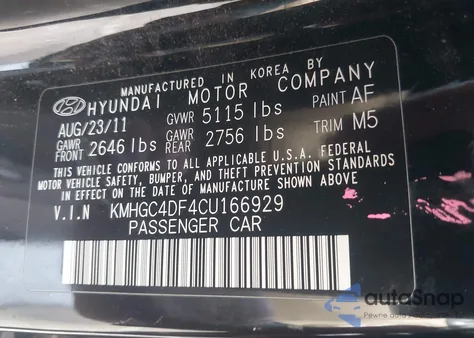 MANUFACTURED IN KOREA BY
HYUNDAI MOTOR COMPANY
AUG/23/11 GVWR 5115 lbs PAINT AF
GAWR FRONT 2646 lbs GAWR REAR 2756 lbs TRIM M5
THIS VEHICLE CONFORMS TO ALL APPLICABLE U.S.A. FEDERAL
MOTOR VEHICLE SAFETY, BUMPER, AND THEFT PREVENTION STANDARDS
IN EFFECT ON THE DATE OF MANUFACTURE SHOWN ABOVE.
V.I.N KMHGC4DF4CU166929
PASSENGER CAR
autoSnap